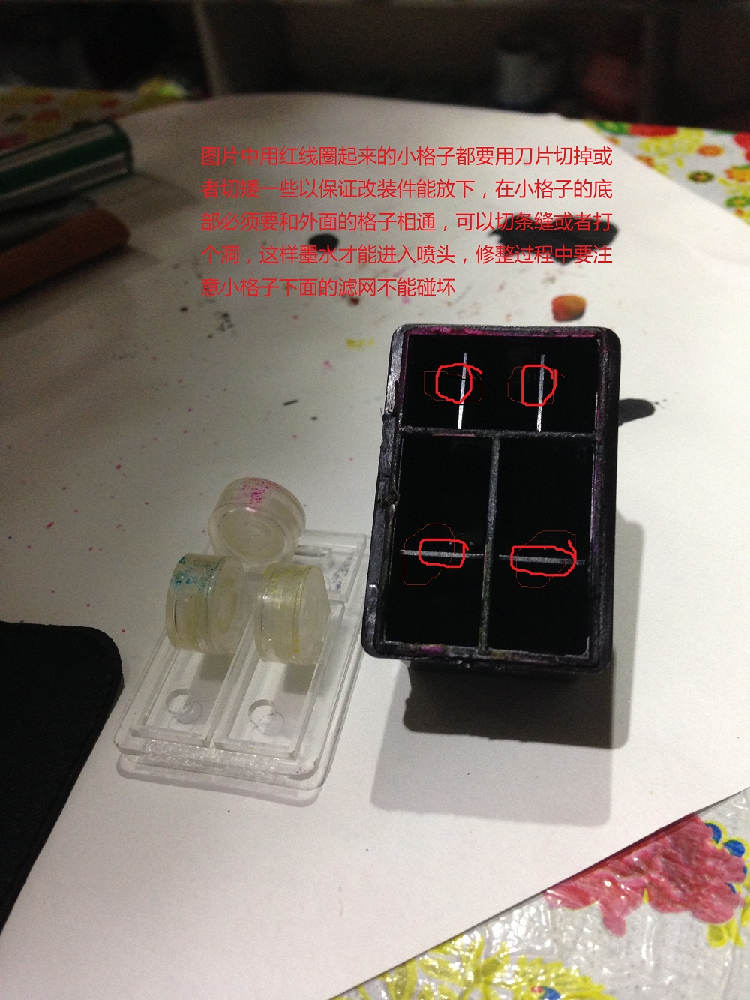 图片中用红线圈起来的小格子都要用刀片切掉或
者切矮一些以保证改装件能放下，在小格子的底
部必须要和外面的格子相通，可以切条缝或者打
个洞，这样墨水才能进入喷头，修整过程中要注
意小格子下面的滤网不能碰坏